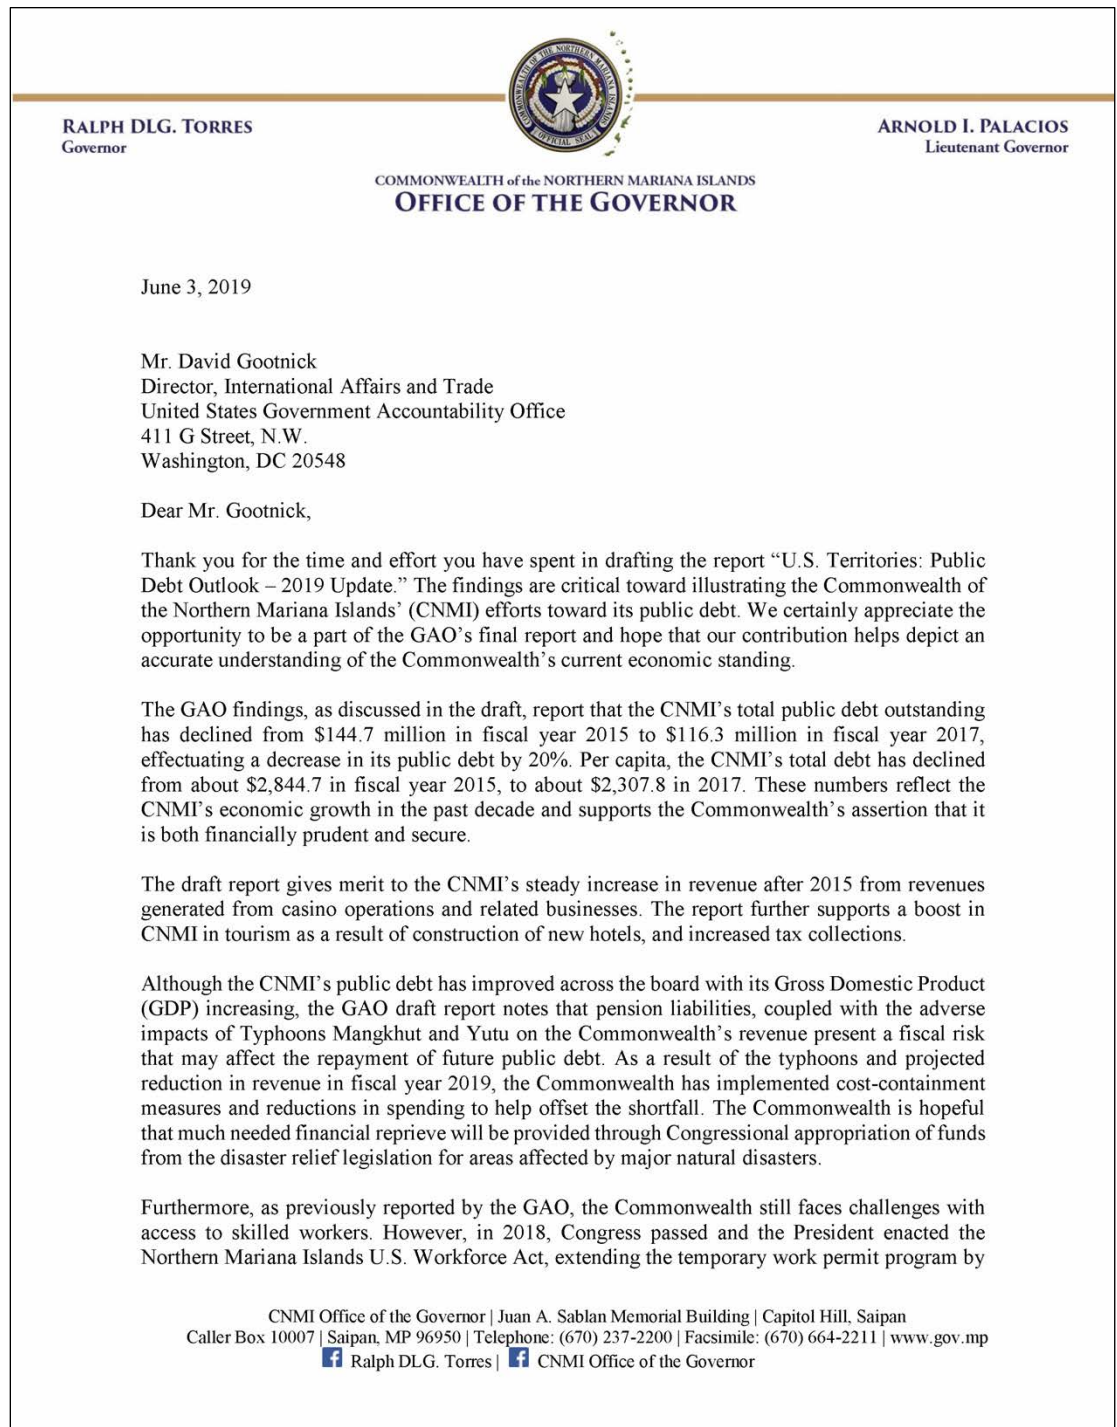 COMMONWEALTH OF THE NORTHERN MARIANA ISLANDS
OFFICIAL SEAL
RALPH DLG. TORRES
Governor
ARNOLD I. PALACIOS
Lieutenant Governor
COMMONWEALTH of the NORTHERN MARIANA ISLANDS
OFFICE OF THE GOVERNOR
June 3, 2019
Mr. David Gootnick
Director, International Affairs and Trade
United States Government Accountability Office
411 G Street, N.W.
Washington, DC 20548
Dear Mr. Gootnick,
Thank you for the time and effort you have spent in drafting the report “U.S. Territories: Public
Debt Outlook – 2019 Update.” The findings are critical toward illustrating the Commonwealth of
the Northern Mariana Islands’ (CNMI) efforts toward its public debt. We certainly appreciate the
opportunity to be a part of the GAO’s final report and hope that our contribution helps depict an
accurate understanding of the Commonwealth’s current economic standing.
The GAO findings, as discussed in the draft, report that the CNMI’s total public debt outstanding
has declined from $144.7 million in fiscal year 2015 to $116.3 million in fiscal year 2017,
effectuating a decrease in its public debt by 20%. Per capita, the CNMI’s total debt has declined
from about $2,844.7 in fiscal year 2015, to about $2,307.8 in 2017. These numbers reflect the
CNMI’s economic growth in the past decade and supports the Commonwealth’s assertion that it
is both financially prudent and secure.
The draft report gives merit to the CNMI’s steady increase in revenue after 2015 from revenues
generated from casino operations and related businesses. The report further supports a boost in
CNMI in tourism as a result of construction of new hotels, and increased tax collections.
Although the CNMI’s public debt has improved across the board with its Gross Domestic Product
(GDP) increasing, the GAO draft report notes that pension liabilities, coupled with the adverse
impacts of Typhoons Mangkhut and Yutu on the Commonwealth’s revenue present a fiscal risk
that may affect the repayment of future public debt. As a result of the typhoons and projected
reduction in revenue in fiscal year 2019, the Commonwealth has implemented cost-containment
measures and reductions in spending to help offset the shortfall. The Commonwealth is hopeful
that much needed financial reprieve will be provided through Congressional appropriation of funds
from the disaster relief legislation for areas affected by major natural disasters.
Furthermore, as previously reported by the GAO, the Commonwealth still faces challenges with
access to skilled workers. However, in 2018, Congress passed and the President enacted the
Northern Mariana Islands U.S. Workforce Act, extending the temporary work permit program by
CNMI Office of the Governor | Juan A. Sablan Memorial Building | Capitol Hill, Saipan
Caller Box 10007 | Saipan, MP 96950 | Telephone: (670) 237-2200 | Facsimile: (670) 664-2211 | www.gov.mp
Ralph DLG. Torres | CNMI Office of the Governor